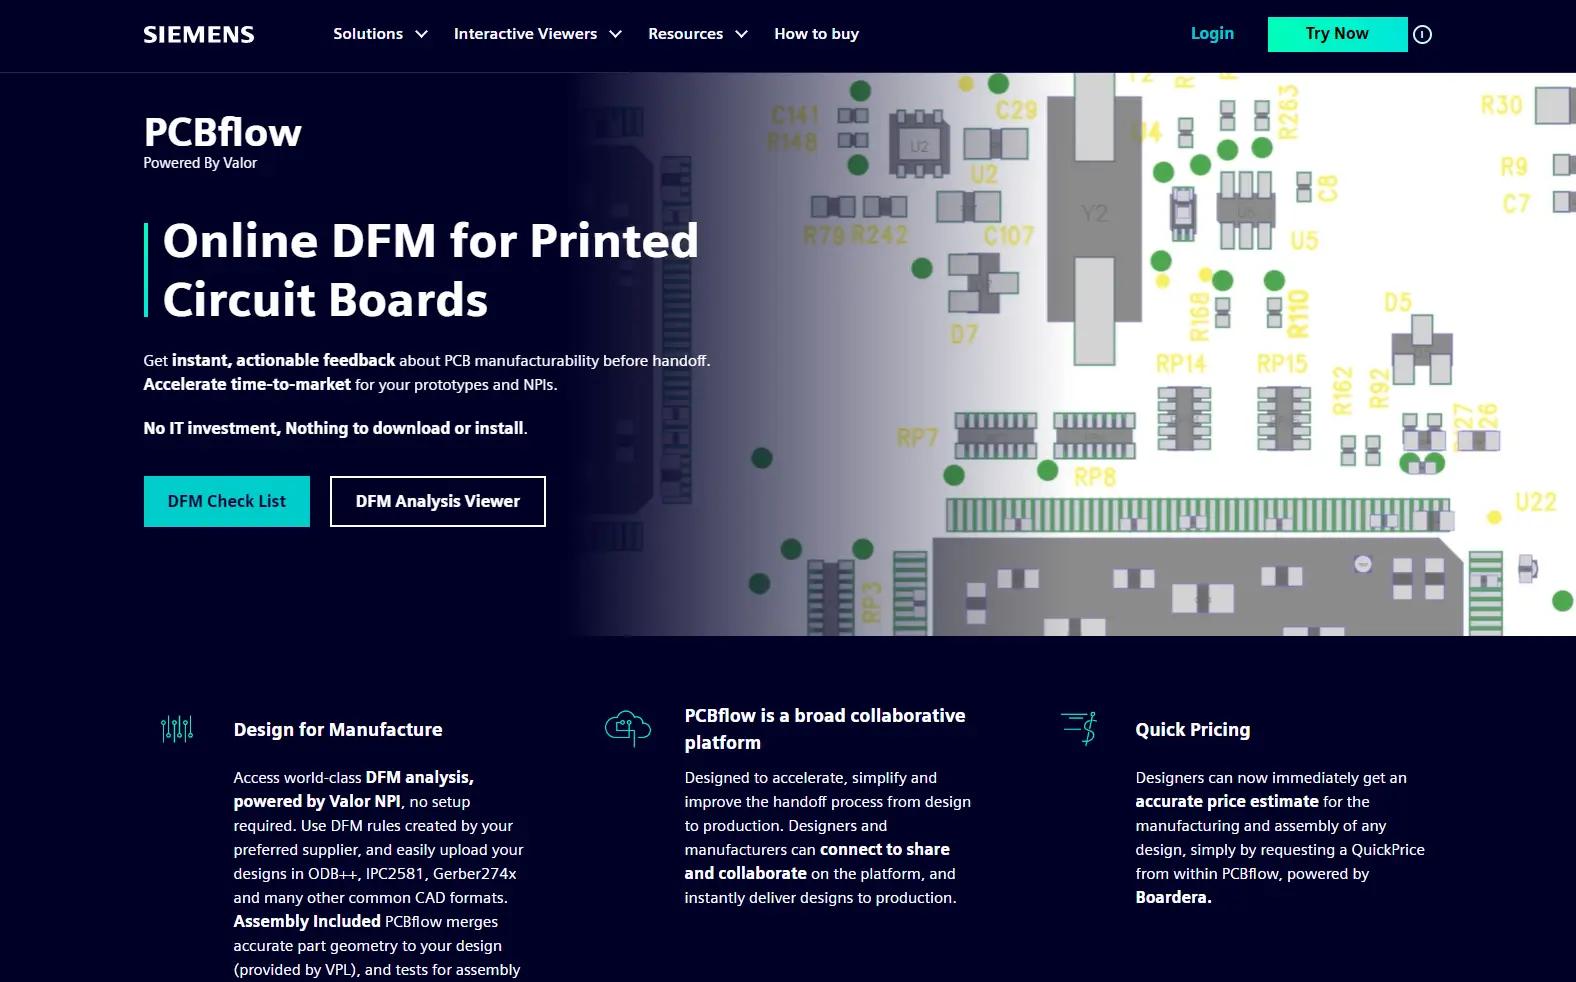 SIEMENS
Solutions
Interactive Viewers
Resources
How to buy
Login
Try Now
PCBflow
Powered By Valor
Online DFM for Printed
Circuit Boards
Get instant, actionable feedback about PCB manufacturability before handoff.
Accelerate time-to-market for your prototypes and NPIs.
No IT investment, Nothing to download or install.
DFM Check List
DFM Analysis Viewer
C141
R148
U2
C29
U2
R79 R242
C107
D7
Y2
U4
R263
C8
U5
R30
R9
C7
R168
R110
D5
RP14
RP15
R162
R92
RP7
RP8
U22
RP3
Design for Manufacture
Access world-class DFM analysis,
powered by Valor NPI, no setup
required. Use DFM rules created by your
preferred supplier, and easily upload your
designs in ODB++, IPC2581, Gerber274x
and many other common CAD formats.
Assembly Included PCBflow merges
accurate part geometry to your design
(provided by VPL), and tests for assembly
PCBflow is a broad collaborative
platform
Designed to accelerate, simplify and
improve the handoff process from design
to production. Designers and
manufacturers can connect to share
and collaborate on the platform, and
instantly deliver designs to production.
Quick Pricing
Designers can now immediately get an
accurate price estimate for the
manufacturing and assembly of any
design, simply by requesting a QuickPrice
from within PCBflow, powered by
Boardera.